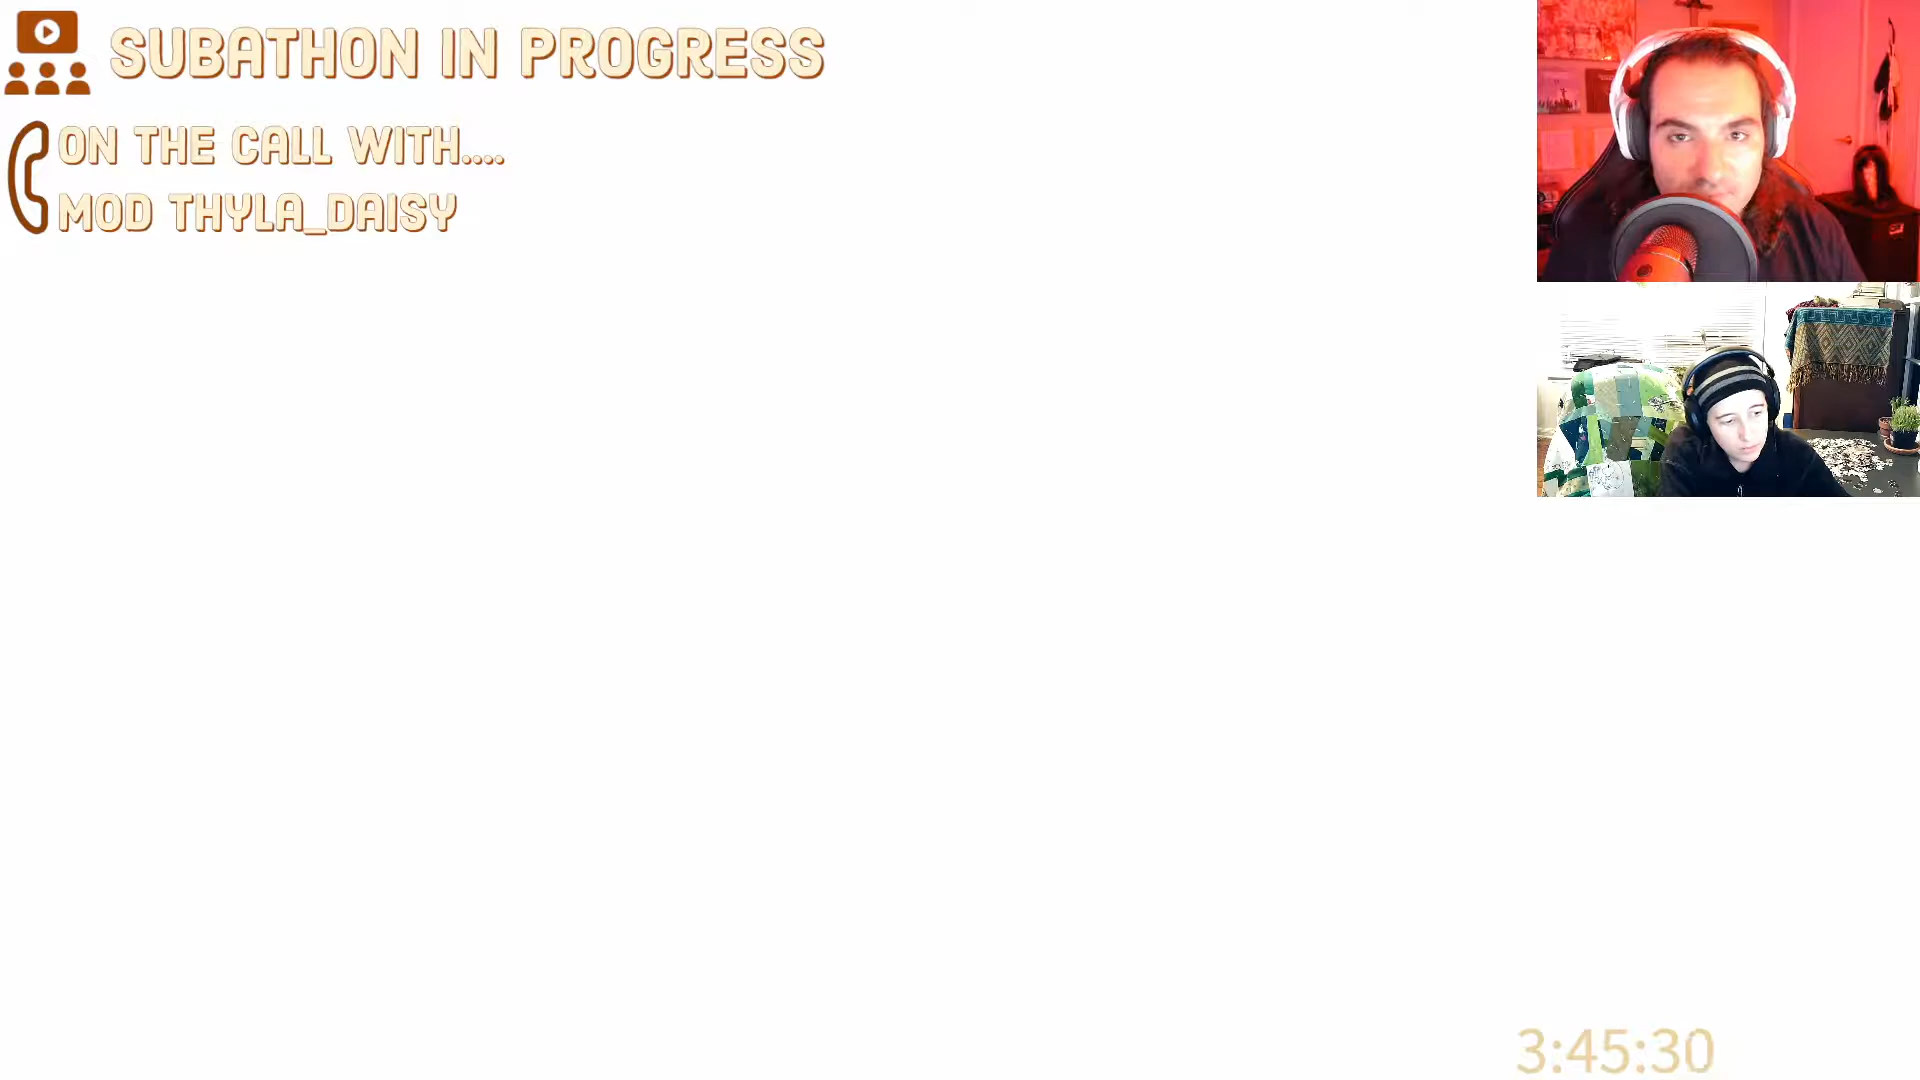 SUBATHON IN PROGRESS
ON THE CALL WITH....
MOD THYLA_DAISY
3:45:30